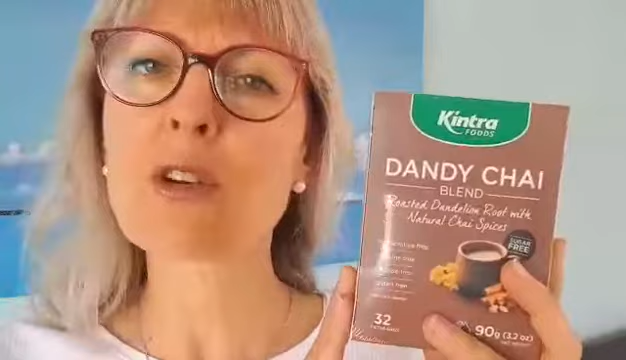 Kintra
FOODS
DANDY CHAI
BLEND
Roasted Dandelion Root with
Natural Chai Spices
SUGAR
FREE
32
90g (3.2 oz)